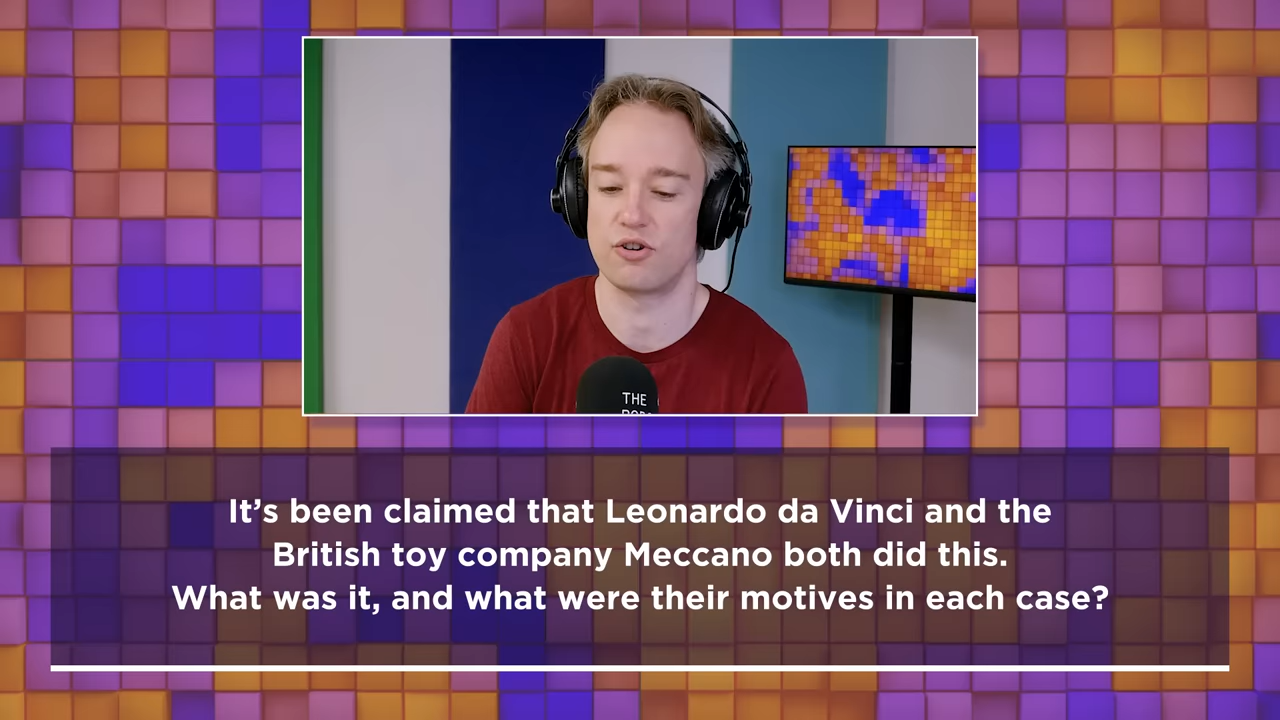 THE
It’s been claimed that Leonardo da Vinci and the
British toy company Meccano both did this.
What was it, and what were their motives in each case?